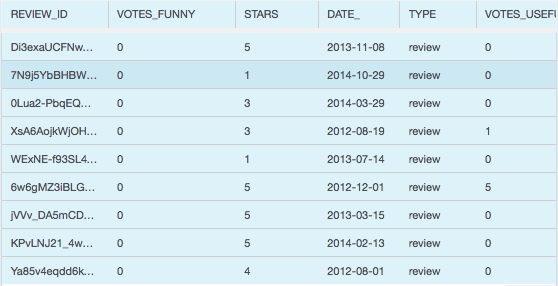 REVIEW_ID VOTES_FUNNY STARS DATE_ TYPE VOTES_USEFU
Di3exaUCFNw... 0 5 2013-11-08 review 0
7N9j5YbBHBW... 0 1 2014-10-29 review 0
0Lua2-PbqEQ... 0 3 2014-03-29 review 0
XsA6AojkWjOH... 0 3 2012-08-19 review 1
WExNE-f93SL4... 0 1 2013-07-14 review 0
6w6gMZ3iBLG... 0 5 2012-12-01 review 5
jVVv_DA5mCD... 0 5 2013-03-15 review 0
KPvLNJ21_4w... 0 5 2014-02-13 review 0
Ya85v4eqdd6k... 0 4 2012-08-01 review 0